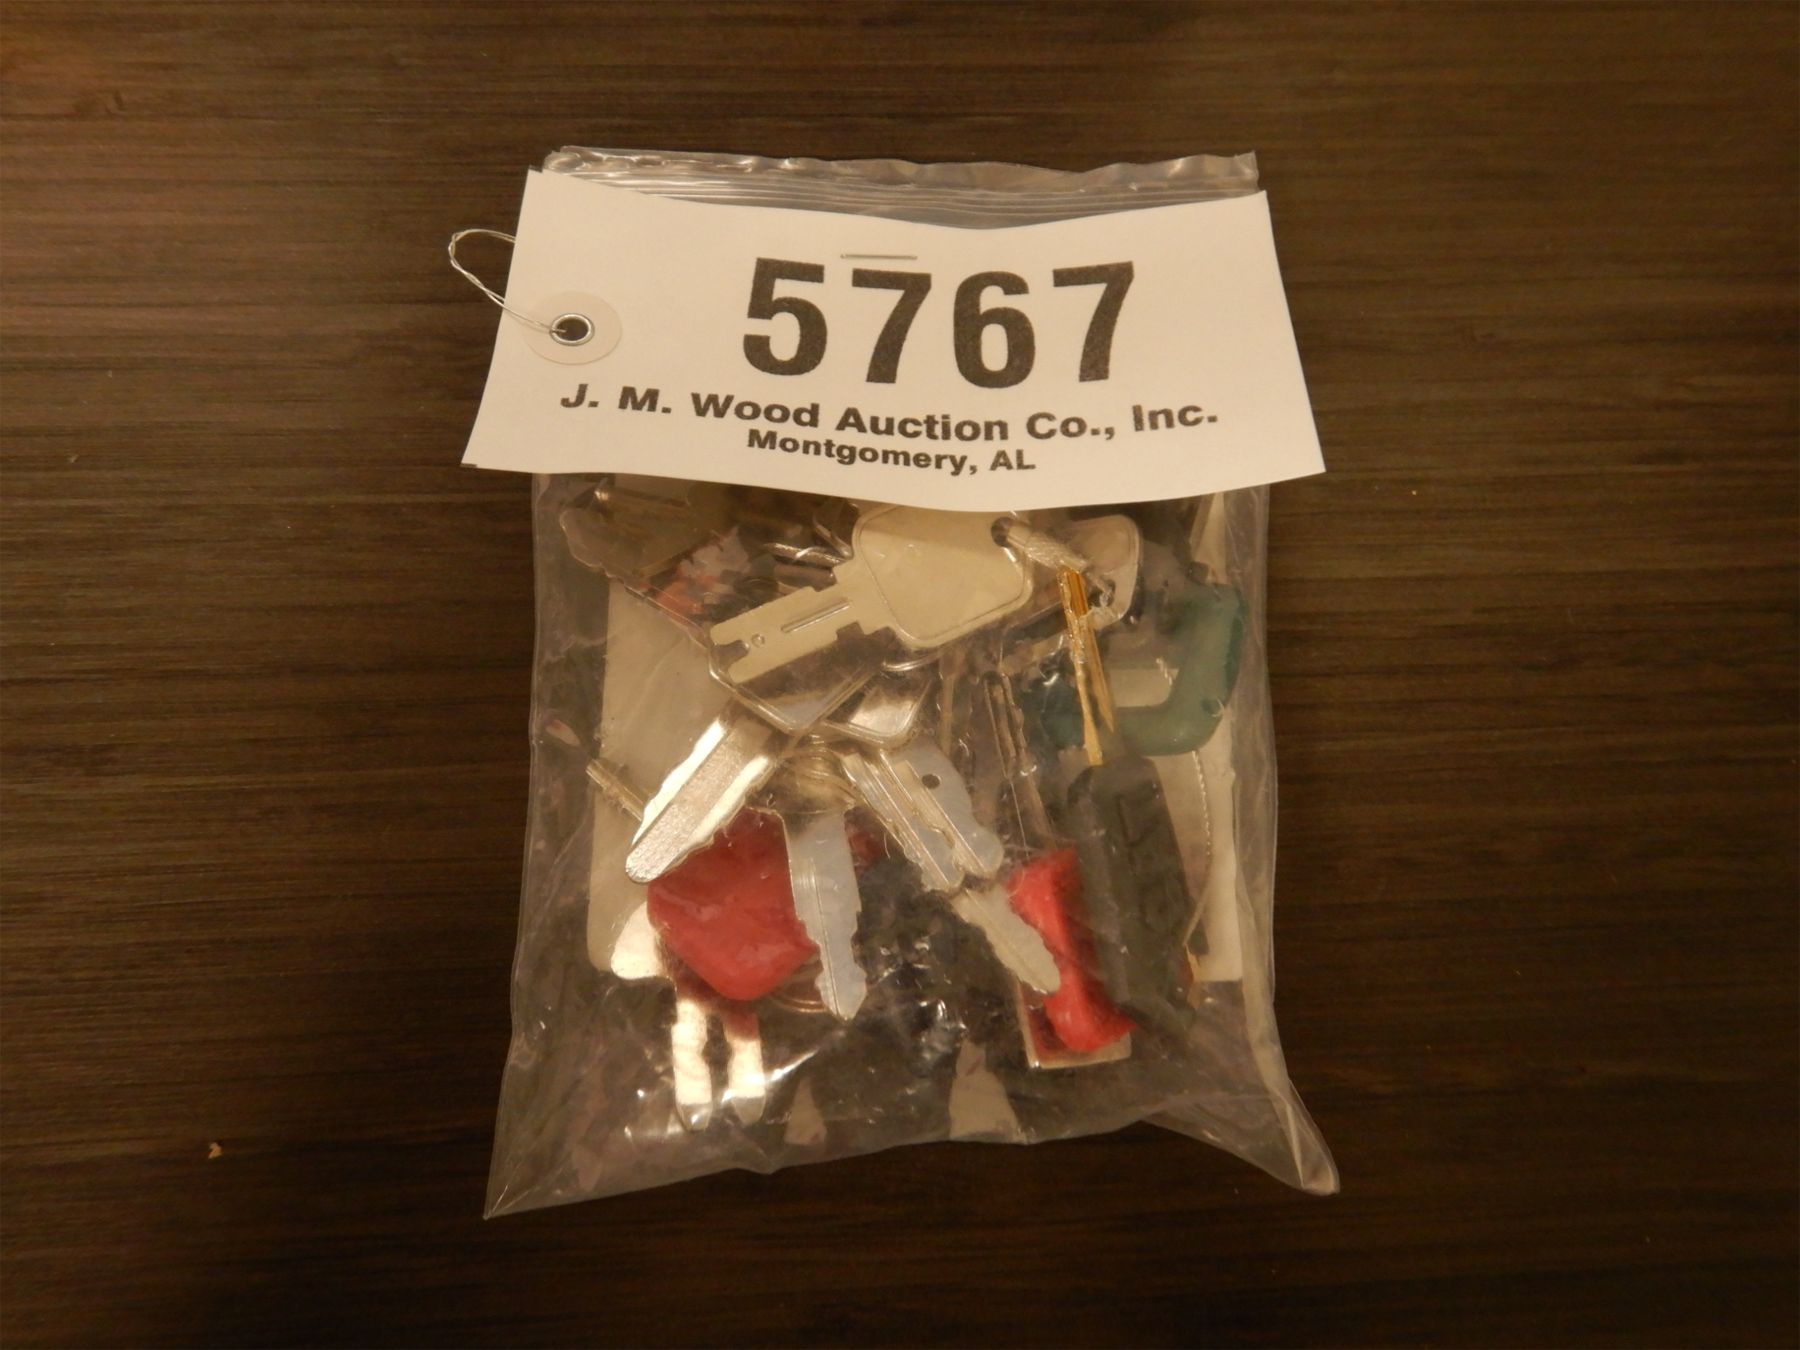 5767
J. M. Wood Auction Co., Inc.
Montgomery, AL